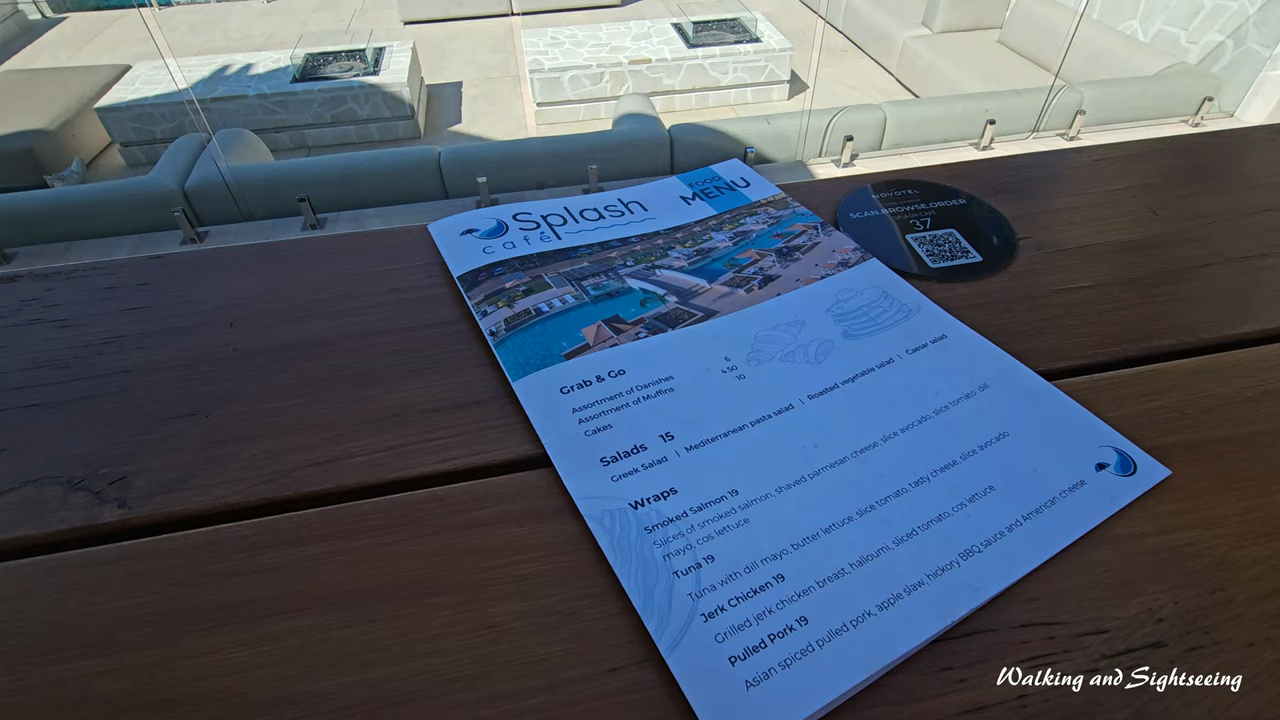 Splash
café
FOOD
MENU
NOVOTEL
SCAN.BROWSE.ORDER
SPLASH CAFE
37
Grab & Go
Assortment of Danishes 6
Assortment of Muffins 4.50
Cakes 10
Salads 15
Greek Salad | Mediterranean pasta salad | Roasted vegetable salad | Caesar salad
Wraps
Smoked Salmon 19
Slices of smoked salmon, shaved parmesan cheese, slice avocado, slice tomato dill
mayo, cos lettuce
Tuna 19
Tuna with dill mayo, butter lettuce, slice tomato, tasty cheese, slice avocado
Jerk Chicken 19
Grilled jerk chicken breast, halloumi, sliced tomato, cos lettuce
Pulled Pork 19
Asian spiced pulled pork, apple slaw, hickory BBQ sauce and American cheese
Walking and Sightseeing